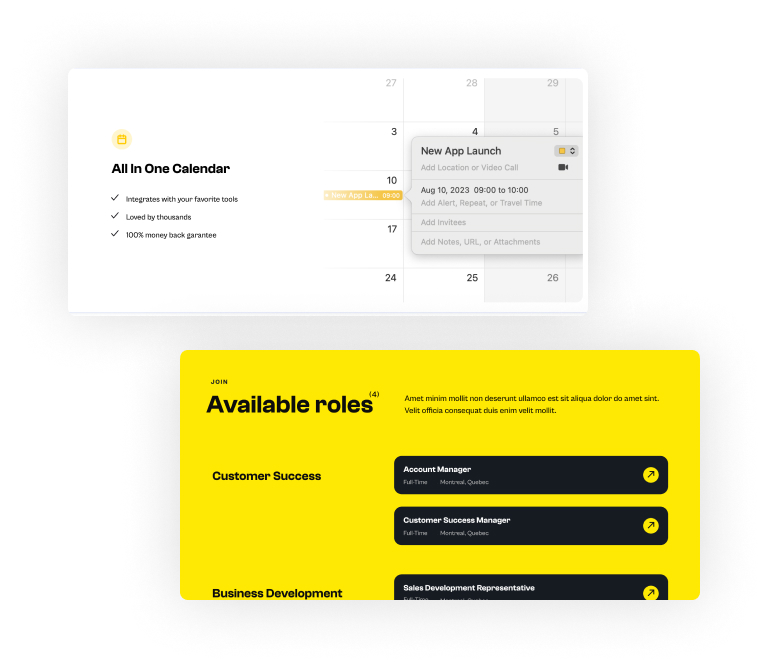 27 28 29
3 4 5
All In One Calendar
Integrates with your favorite tools
Loved by thousands
100% money back garantee
10
New App La... 09:00
17
24 25 26
New App Launch
Add Location or Video Call
Aug 10, 2023 09:00 to 10:00
Add Alert, Repeat, or Travel Time
Add Invitees
Add Notes, URL, or Attachments
JOIN
Available roles (4)
Amet minim mollit non deserunt ullamco est sit aliqua dolor do amet sint.
Velit officia consequat duis enim velit mollit.
Customer Success
Account Manager
Full-Time Montreal, Quebec
Customer Success Manager
Full-Time Montreal, Quebec
Business Development
Sales Development Representative
Full-Time Montreal, Quebec